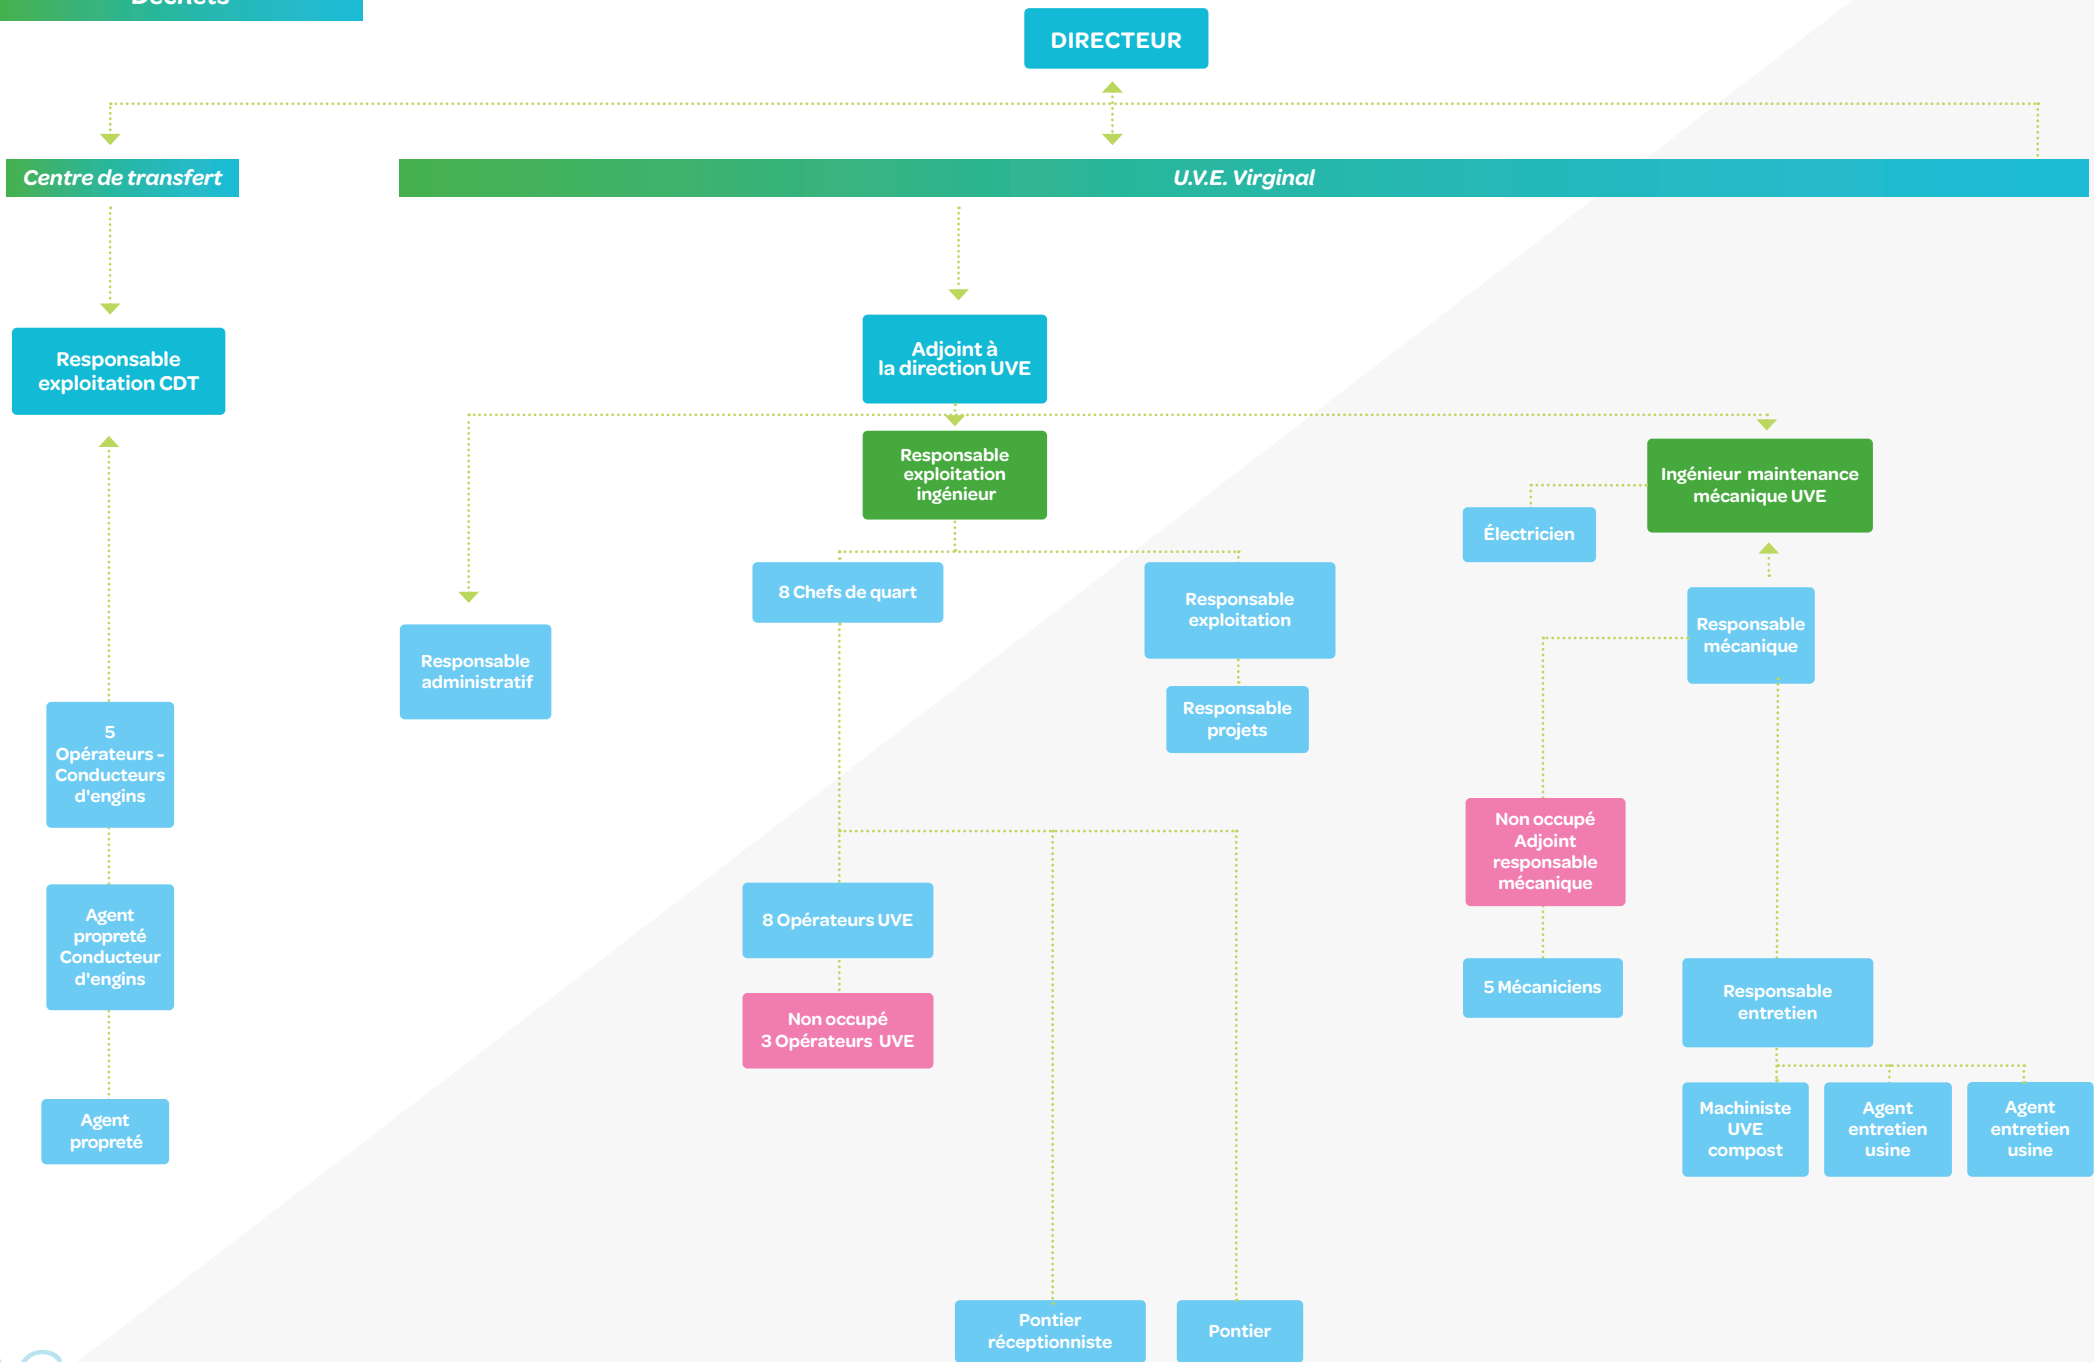 Déchets
DIRECTEUR
Centre de transfert
U.V.E. Virginal
Responsable
exploitation CDT
Adjoint à
la direction UVE
Responsable
exploitation
ingénieur
Ingénieur maintenance
mécanique UVE
Électricien
8 Chefs de quart
Responsable
exploitation
Responsable
mécanique
Responsable
administratif
Responsable
projets
5
Opérateurs -
Conducteurs
d'engins
Non occupé
Adjoint
responsable
mécanique
Agent
propreté
Conducteur
d'engins
8 Opérateurs UVE
Non occupé
3 Opérateurs UVE
5 Mécaniciens
Responsable
entretien
Agent
propreté
Machiniste
UVE
compost
Agent
entretien
usine
Agent
entretien
usine
Pontier
réceptionniste
Pontier